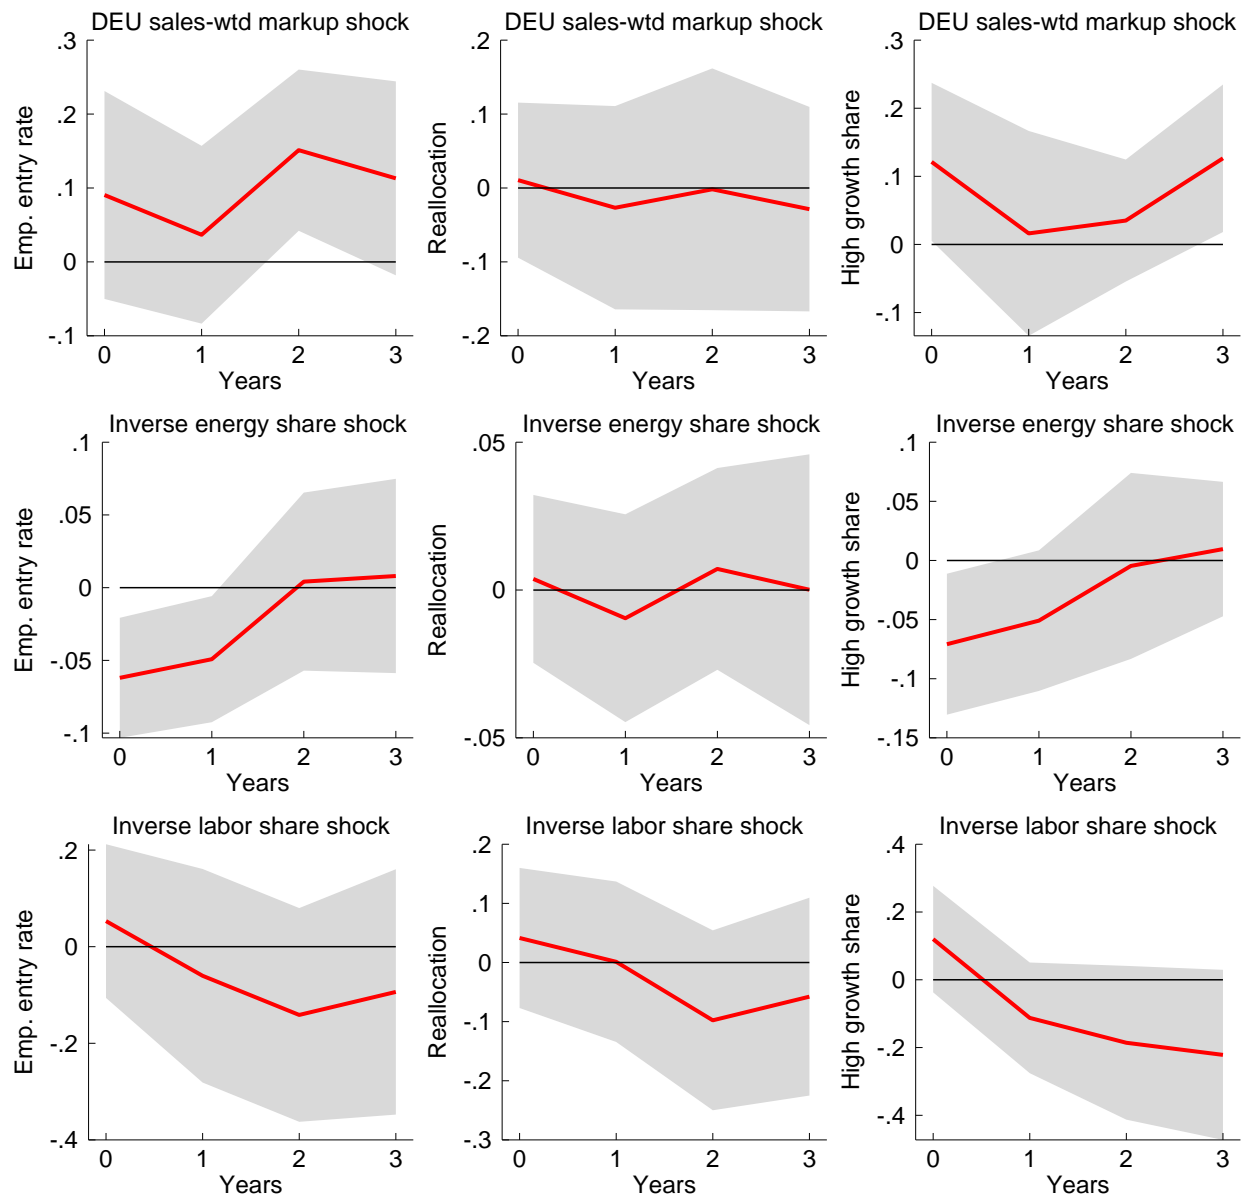 DEU sales-wtd markup shock
Emp. entry rate
.3
.2
.1
0
-.1
0 1 2 3
Years
DEU sales-wtd markup shock
Reallocation
.2
.1
0
-.1
-.2
0 1 2 3
Years
DEU sales-wtd markup shock
High growth share
.3
.2
.1
0
-.1
0 1 2 3
Years
Inverse energy share shock
Emp. entry rate
.1
.05
0
-.05
-.1
0 1 2 3
Years
Inverse energy share shock
Reallocation
.05
0
-.05
0 1 2 3
Years
Inverse energy share shock
High growth share
.1
.05
0
-.05
-.1
-.15
0 1 2 3
Years
Inverse labor share shock
Emp. entry rate
.2
0
-.2
-.4
0 1 2 3
Years
Inverse labor share shock
Reallocation
.2
.1
0
-.1
-.2
-.3
0 1 2 3
Years
Inverse labor share shock
High growth share
.4
.2
0
-.2
-.4
0 1 2 3
Years